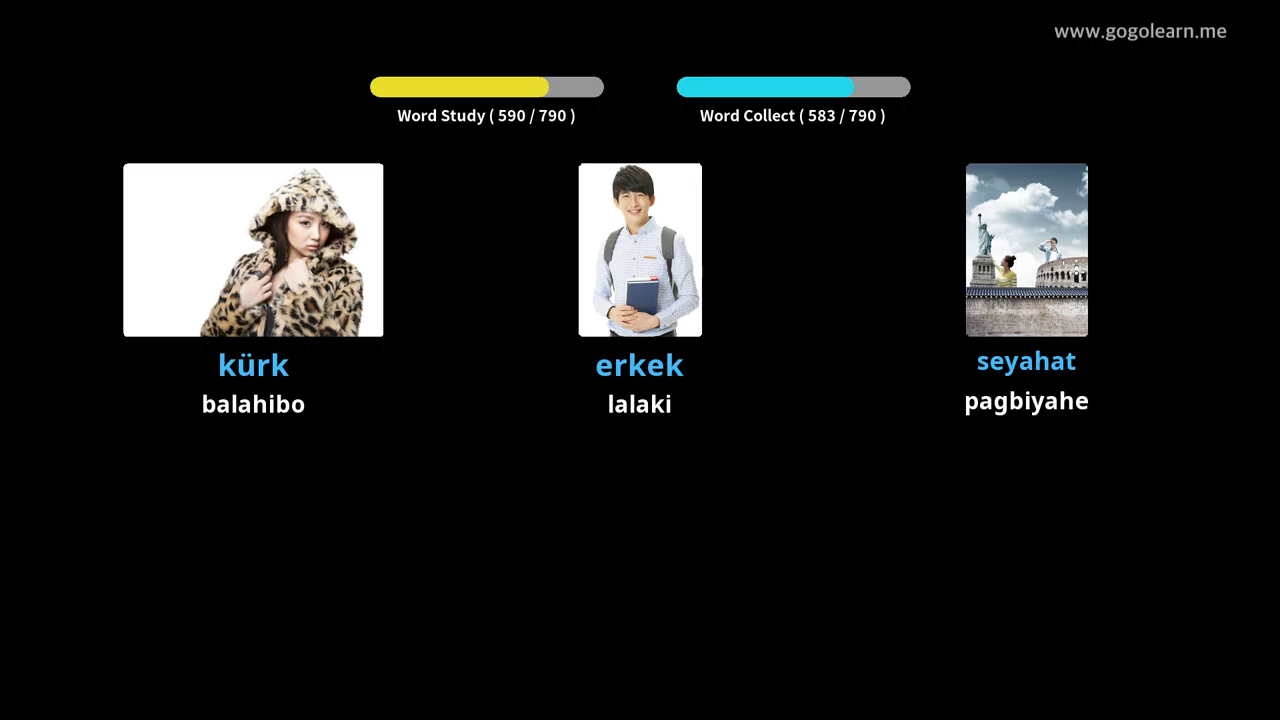 www.gogolearn.me
Word Study ( 590 / 790 )
Word Collect ( 583 / 790 )
kürk
balahibo
erkek
lalaki
seyahat
pagbiyahe